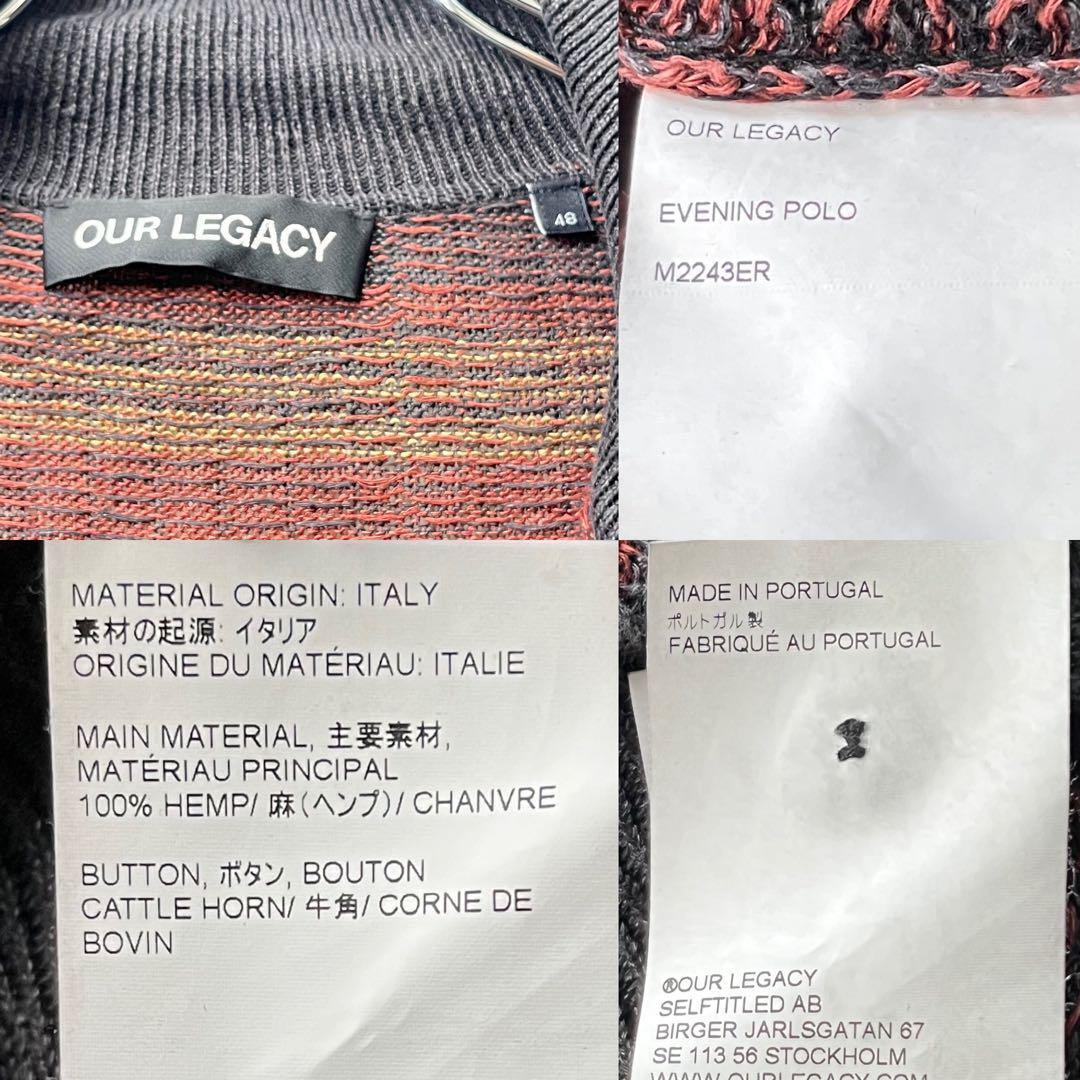 OUR LEGACY
48
OUR LEGACY
EVENING POLO
M2243ER
MATERIAL ORIGIN: ITALY
素材の起源: イタリア
ORIGINE DU MATÉRIAU: ITALIE
MAIN MATERIAL, 主要素材,
MATÉRIAU PRINCIPAL
100% HEMP/ 麻(ヘンプ)/ CHANVRE
BUTTON, ボタン, BOUTON
CATTLE HORN/ 牛角/ CORNE DE
BOVIN
MADE IN PORTUGAL
ポルトガル製
FABRIQUÉ AU PORTUGAL
®OUR LEGACY
SELFTITLED AB
BIRGER JARLSGATAN 67
SE 113 56 STOCKHOLM
WWW.OURLEGACY.COM